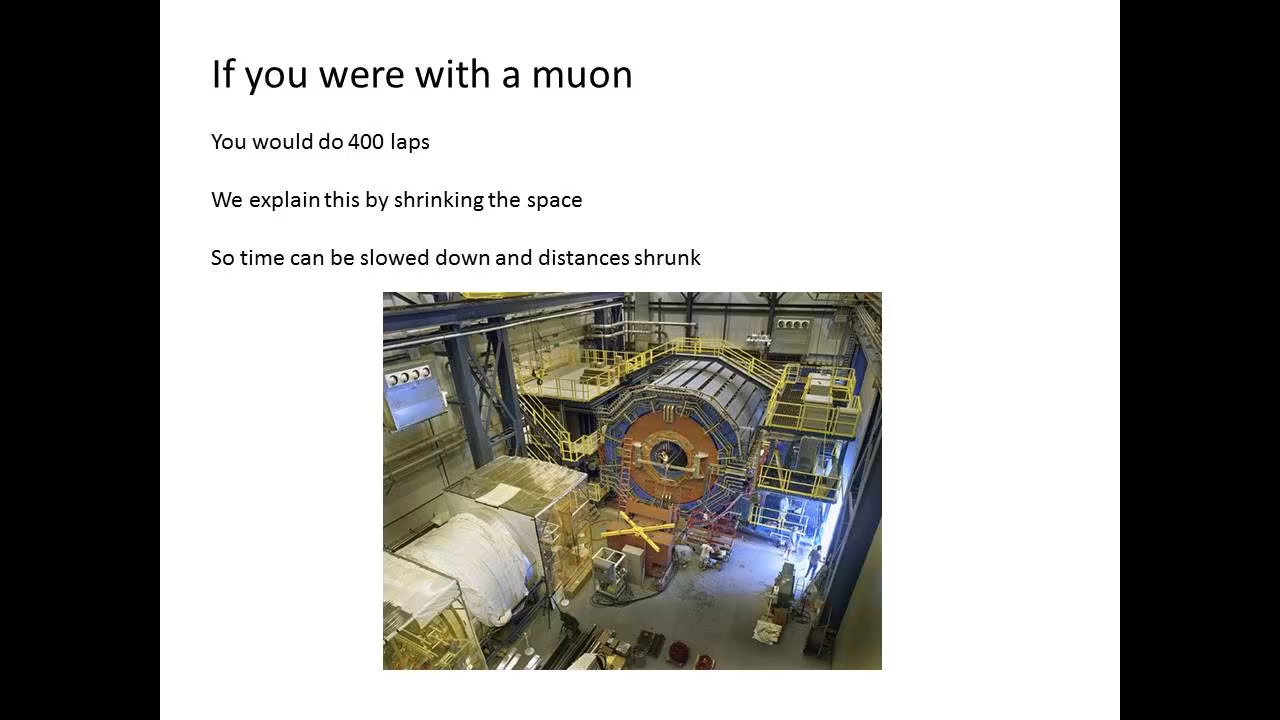 If you were with a muon
You would do 400 laps
We explain this by shrinking the space
So time can be slowed down and distances shrunk